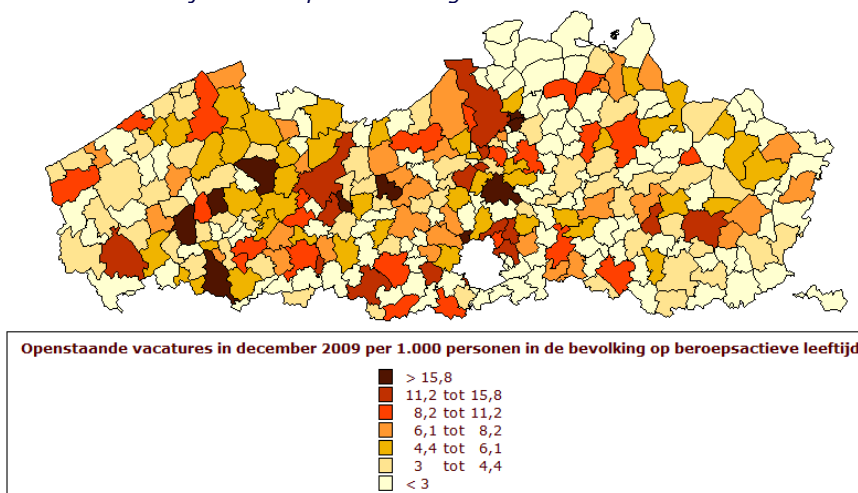 Openstaande vacatures in december 2009 per 1.000 personen in de bevolking op beroepsactieve leeftijd
> 15,8
11,2 tot 15,8
8,2 tot 11,2
6,1 tot 8,2
4,4 tot 6,1
3 tot 4,4
< 3